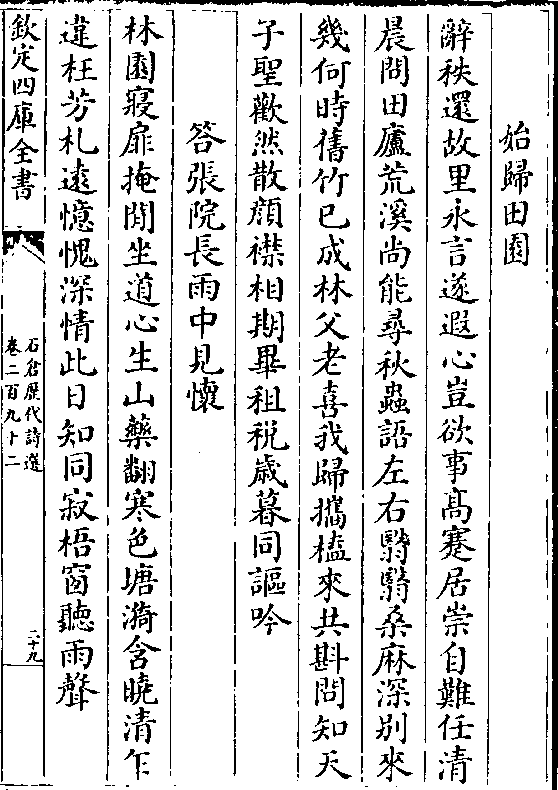 始歸田園
辭秩還故里永言遂遐心豈欲事高蹇居崇自難任清
晨問田廬荒溪尚能尋秋蟲語左右翳翳桑麻深别來
幾何時舊竹已成林父老喜我歸攜榼來共斟問知天
子聖歡然散顔襟相期畢租税嵗暮同謳吟
答張院長雨中見懷
林園寢扉掩閒坐道心生山藥翻寒色塘漪含曉清乍
違枉芳札遠憶愧深情此日知同寂梧窗聽雨聲
欽定四庫全書
石倉歴代詩選
卷二百九十二
二十九